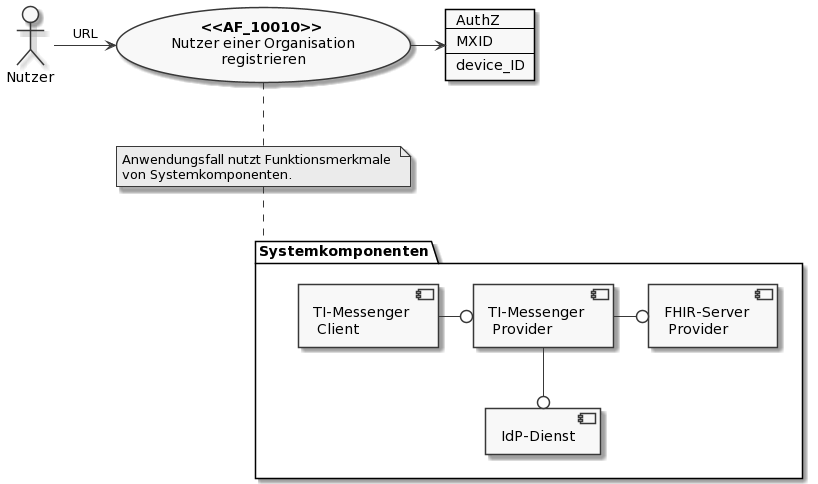 URL
Nutzer
<<AF_10010>>
Nutzer einer Organisation
registrieren
AuthZ
MXID
device_ID
Anwendungsfall nutzt Funktionsmerkmale
von Systemkomponenten.
Systemkomponenten
TI-Messenger
Client
TI-Messenger
Provider
FHIR-Server
Provider
IdP-Dienst